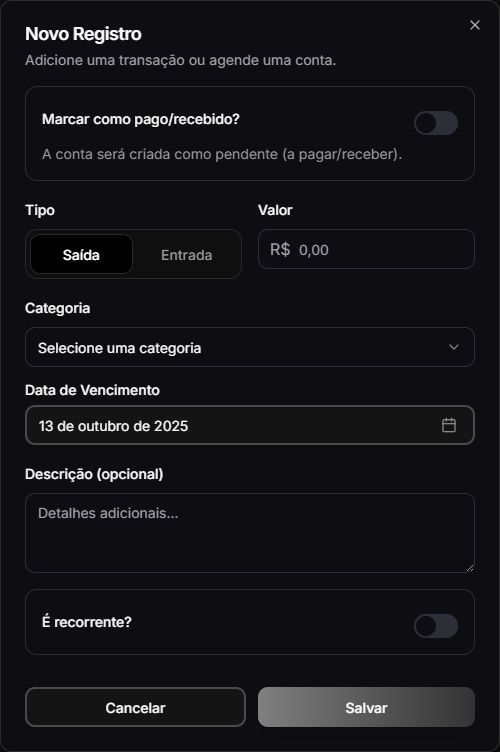 Novo Registro
Adicione uma transação ou agende uma conta.
Marcar como pago/recebido?
A conta será criada como pendente (a pagar/receber).
Tipo
Valor
Saída
Entrada
R$ 0,00
Categoria
Selecione uma categoria
Data de Vencimento
13 de outubro de 2025
Descrição (opcional)
Detalhes adicionais...
É recorrente?
Cancelar
Salvar